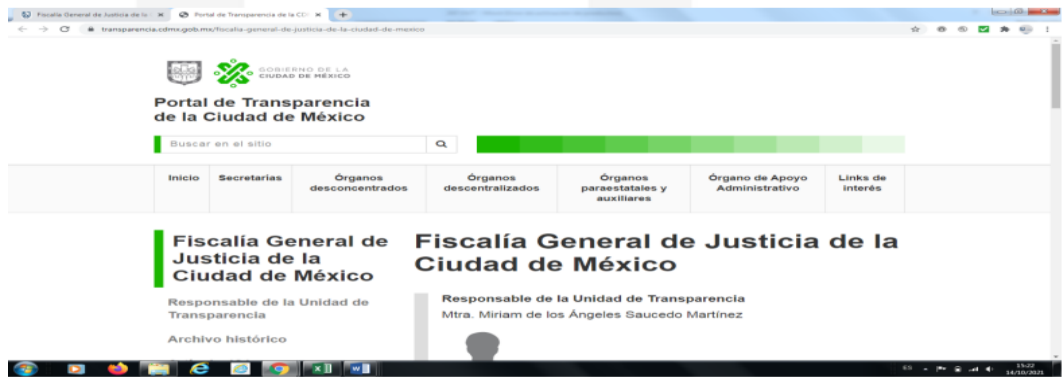 Fiscalía General de Justicia de la
Portal de Transparencia de la CD
transparencia.cdmx.gob.mx/fiscalia-general-de-justicia-de-la-ciudad-de-mexico
GOBIERNO DE LA
CIUDAD DE MÉXICO
Portal de Transparencia
de la Ciudad de México
Buscar en el sitio
Inicio
Secretarias
Órganos
desconcentrados
Órganos
descentralizados
Órganos
paraestatales y
auxiliares
Órgano de Apoyo
Administrativo
Links de
interés
Fiscalía General de
Justicia de la
Ciudad de México
Responsable de la Unidad de
Transparencia
Archivo histórico
Fiscalía General de Justicia de la
Ciudad de México
Responsable de la Unidad de Transparencia
Mtra. Miriam de los Ángeles Saucedo Martínez
ES
15:22
14/10/2021